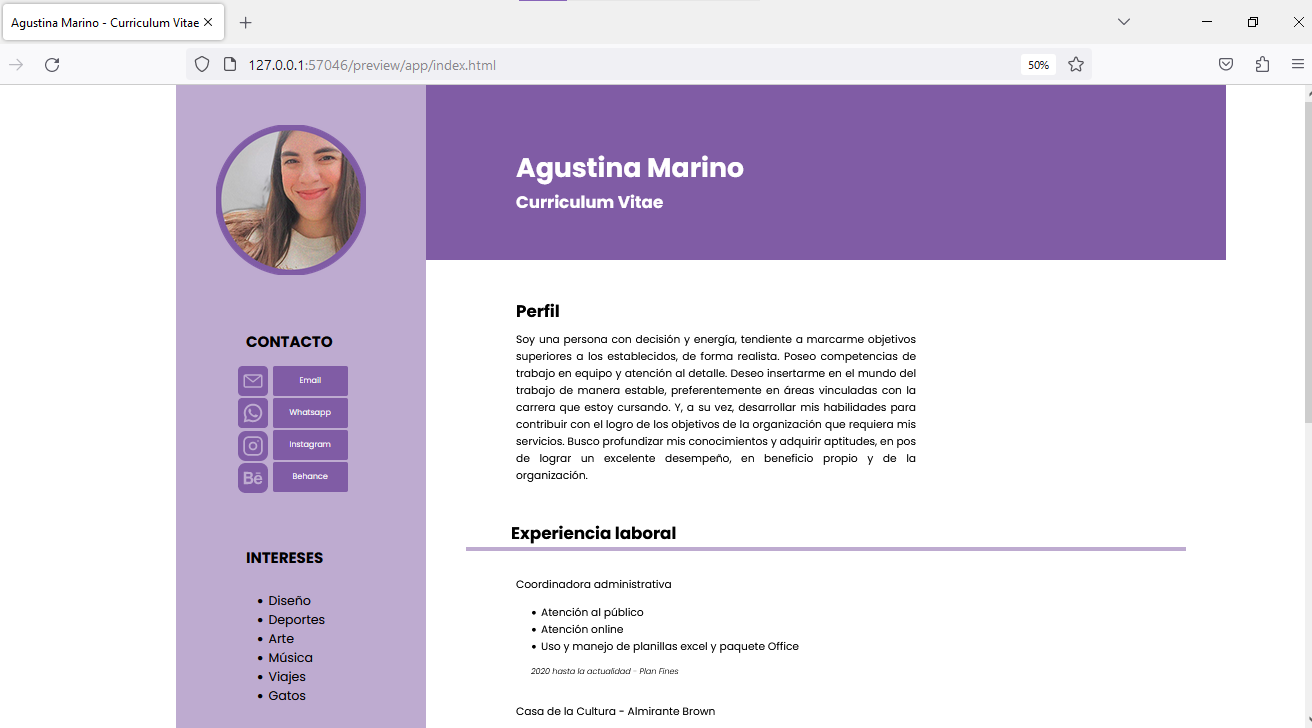 Agustina Marino - Curriculum Vitae
127.0.0.1:57046/preview/app/index.html
50%
Agustina Marino
Curriculum Vitae
CONTACTO
Email
Whatsapp
Instagram
Bē
Behance
INTERESES
• Diseño
• Deportes
• Arte
• Música
• Viajes
• Gatos
Perfil
Soy una persona con decisión y energía, tendiente a marcarme objetivos
superiores a los establecidos, de forma realista. Poseo competencias de
trabajo en equipo y atención al detalle. Deseo insertarme en el mundo del
trabajo de manera estable, preferentemente en áreas vinculadas con la
carrera que estoy cursando. Y, a su vez, desarrollar mis habilidades para
contribuir con el logro de los objetivos de la organización que requiera mis
servicios. Busco profundizar mis conocimientos y adquirir aptitudes, en pos
de lograr un excelente desempeño, en beneficio propio y de la
organización.
Experiencia laboral
Coordinadora administrativa
• Atención al público
• Atención online
• Uso y manejo de planillas excel y paquete Office
2020 hasta la actualidad - Plan Fines
Casa de la Cultura - Almirante Brown